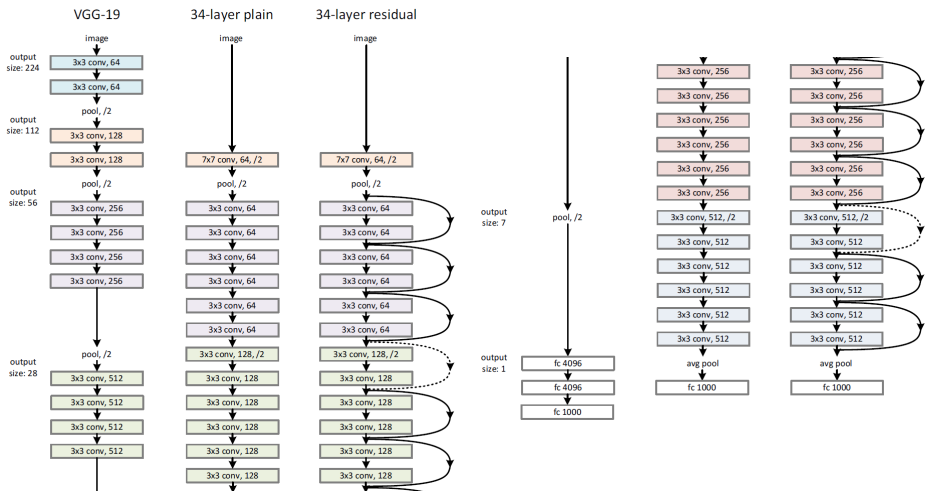 VGG-19
34-layer plain
34-layer residual
image
image
image
output
size: 224
3x3 conv, 64
3x3 conv, 64
pool, /2
output
size: 112
3x3 conv, 128
3x3 conv, 128
7x7 conv, 64, /2
7x7 conv, 64, /2
pool, /2
pool, /2
pool, /2
output
size: 56
3x3 conv, 256
3x3 conv, 64
3x3 conv, 64
3x3 conv, 256
3x3 conv, 64
3x3 conv, 64
3x3 conv, 256
3x3 conv, 64
3x3 conv, 64
3x3 conv, 256
3x3 conv, 64
3x3 conv, 64
3x3 conv, 64
3x3 conv, 64
3x3 conv, 64
3x3 conv, 64
pool, /2
3x3 conv, 128, /2
3x3 conv, 128, /2
output
size: 28
3x3 conv, 512
3x3 conv, 128
3x3 conv, 128
3x3 conv, 512
3x3 conv, 128
3x3 conv, 128
3x3 conv, 512
3x3 conv, 128
3x3 conv, 128
3x3 conv, 512
3x3 conv, 128
3x3 conv, 128
3x3 conv, 128
3x3 conv, 128
3x3 conv, 256
3x3 conv, 256
3x3 conv, 256
3x3 conv, 256
3x3 conv, 256
3x3 conv, 256
3x3 conv, 256
3x3 conv, 256
3x3 conv, 256
3x3 conv, 256
3x3 conv, 256
3x3 conv, 256
output
size: 7
pool, /2
3x3 conv, 512, /2
3x3 conv, 512, /2
3x3 conv, 512
3x3 conv, 512
3x3 conv, 512
3x3 conv, 512
3x3 conv, 512
3x3 conv, 512
3x3 conv, 512
3x3 conv, 512
3x3 conv, 512
3x3 conv, 512
output
size: 1
fc 4096
avg pool
avg pool
fc 4096
fc 1000
fc 1000
fc 1000